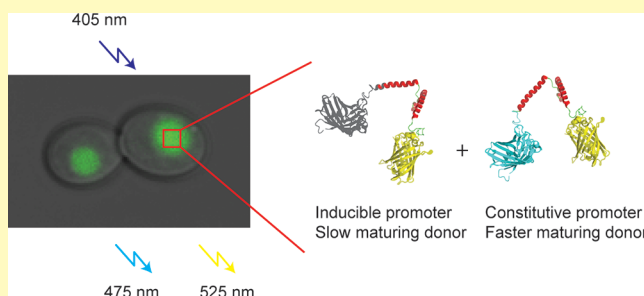 405 nm
+
Inducible promoter
Slow maturing donor
Constitutive promoter
Faster maturing donor
475 nm
525 nm